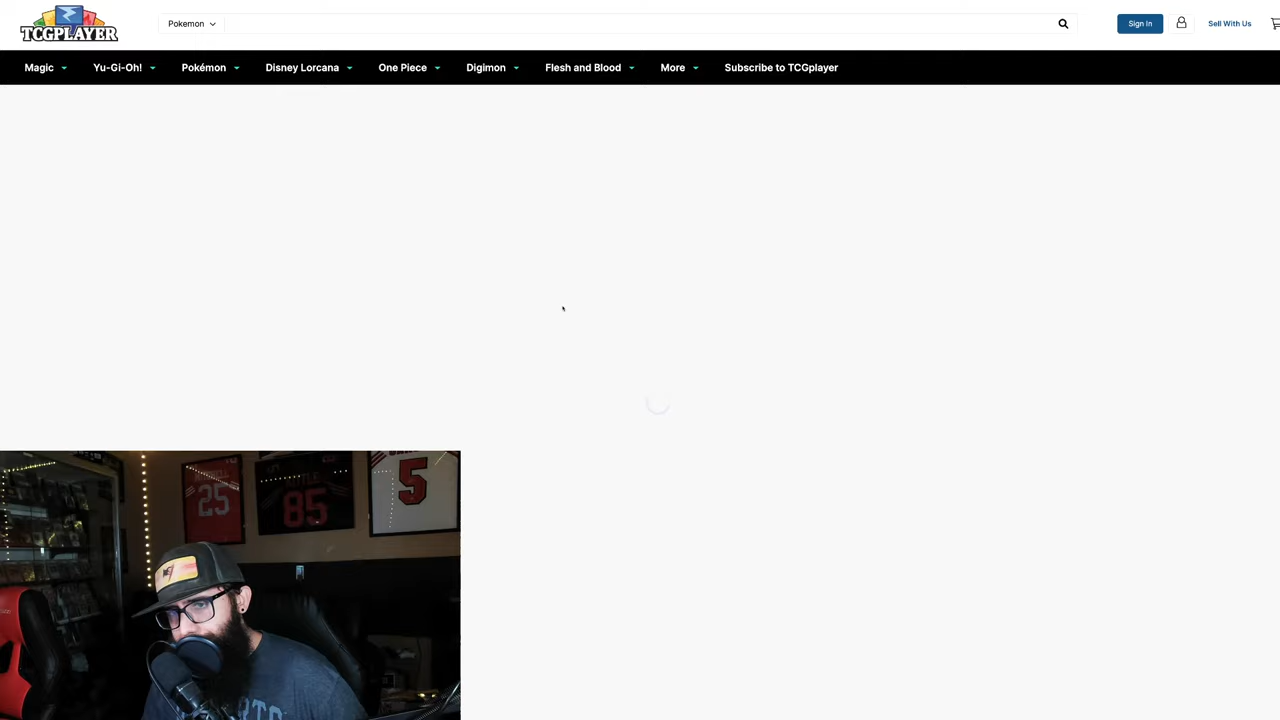 TCGPLAYER
Pokemon
Sign In
Sell With Us
Magic
Yu-Gi-Oh!
Pokémon
Disney Lorcana
One Piece
Digimon
Flesh and Blood
More
Subscribe to TCGplayer
25
85
5